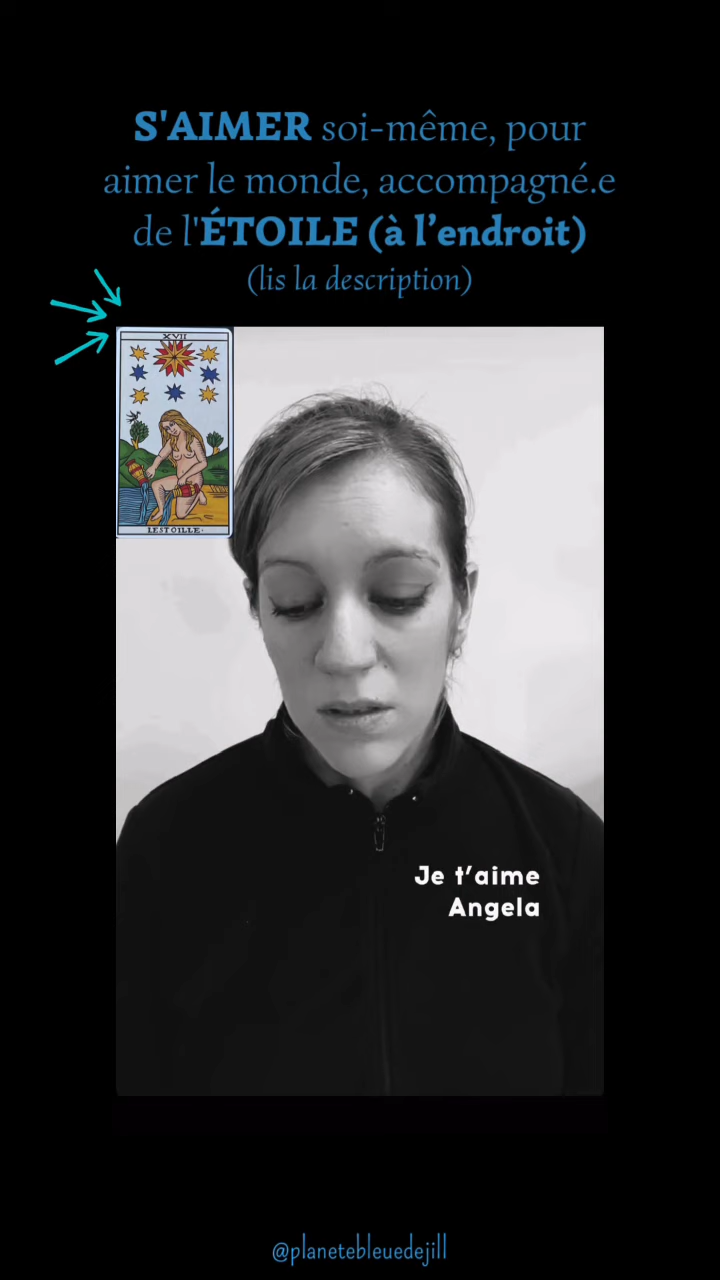 S'AIMER soi-même, pour
aimer le monde, accompagné.e
de l'ÉTOILE (à l’endroit)
(lis la description)
XVII
LESTOILLE·
Je t’aime
Angela
@planetebleuedejill